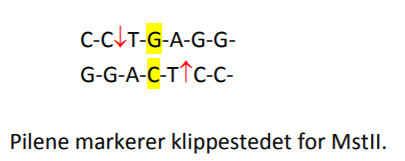 C-C↓T-G-A-G-G-
G-G-A-C-T↑C-C-
Pilene markerer klippestedet for MstII.